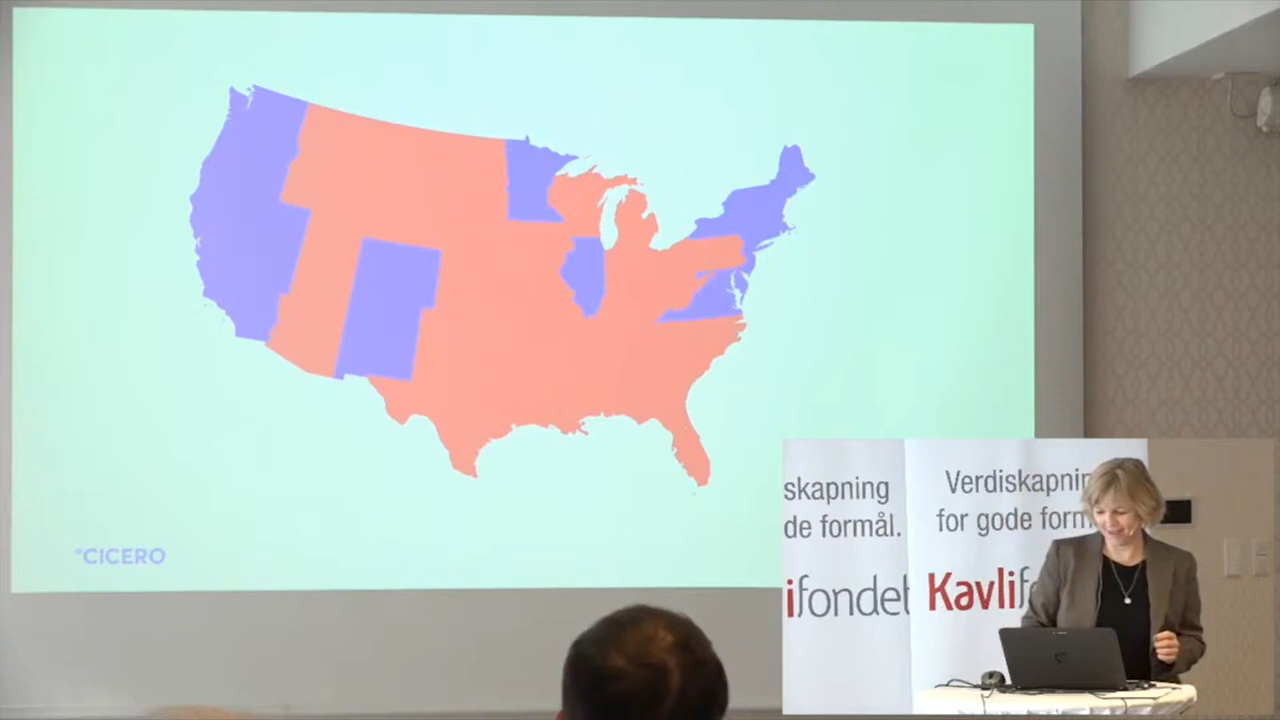 °CICERO
skapning
de formål.
ifondet
Verdiskapnin
for gode form
Kavlif